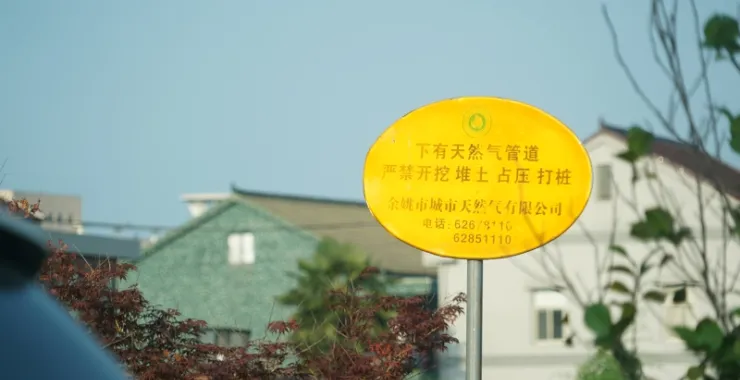 下有天然气管道
严禁开挖 堆土 占压 打桩
余姚市城市天然气有限公司
电话:
62851110